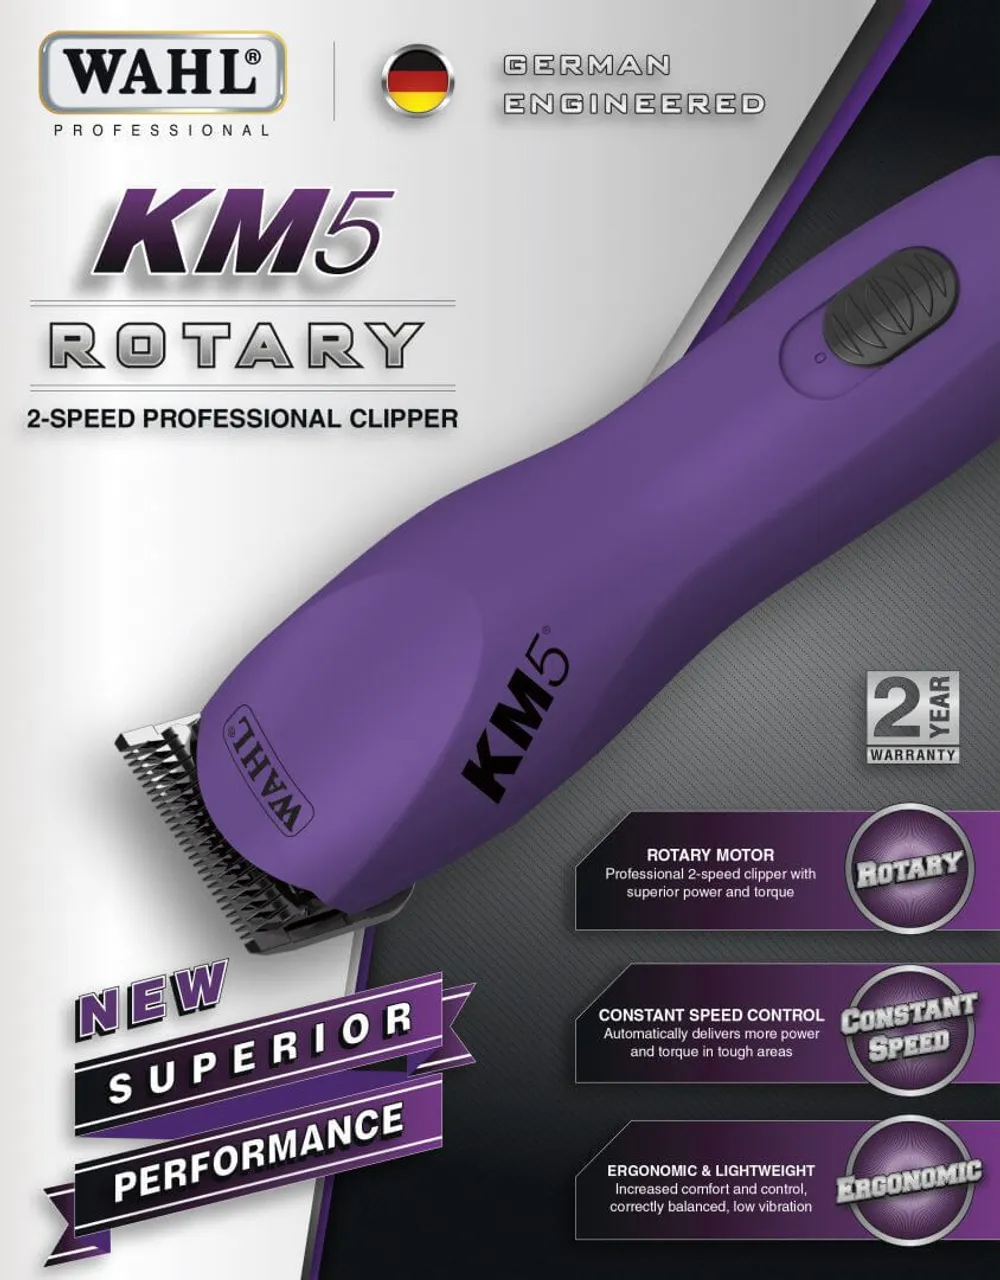 WAHL®
PROFESSIONAL
GERMAN
ENGINEERED
KM5
ROTARY
2-SPEED PROFESSIONAL CLIPPER
KM5®
WAHL®
2 YEAR
WARRANTY
ROTARY MOTOR
Professional 2-speed clipper with
superior power and torque
ROTARY
CONSTANT SPEED CONTROL
Automatically delivers more power
and torque in tough areas
CONSTANT
SPEED
ERGONOMIC & LIGHTWEIGHT
Increased comfort and control,
correctly balanced, low vibration
ERGONOMIC
NEW
SUPERIOR
PERFORMANCE